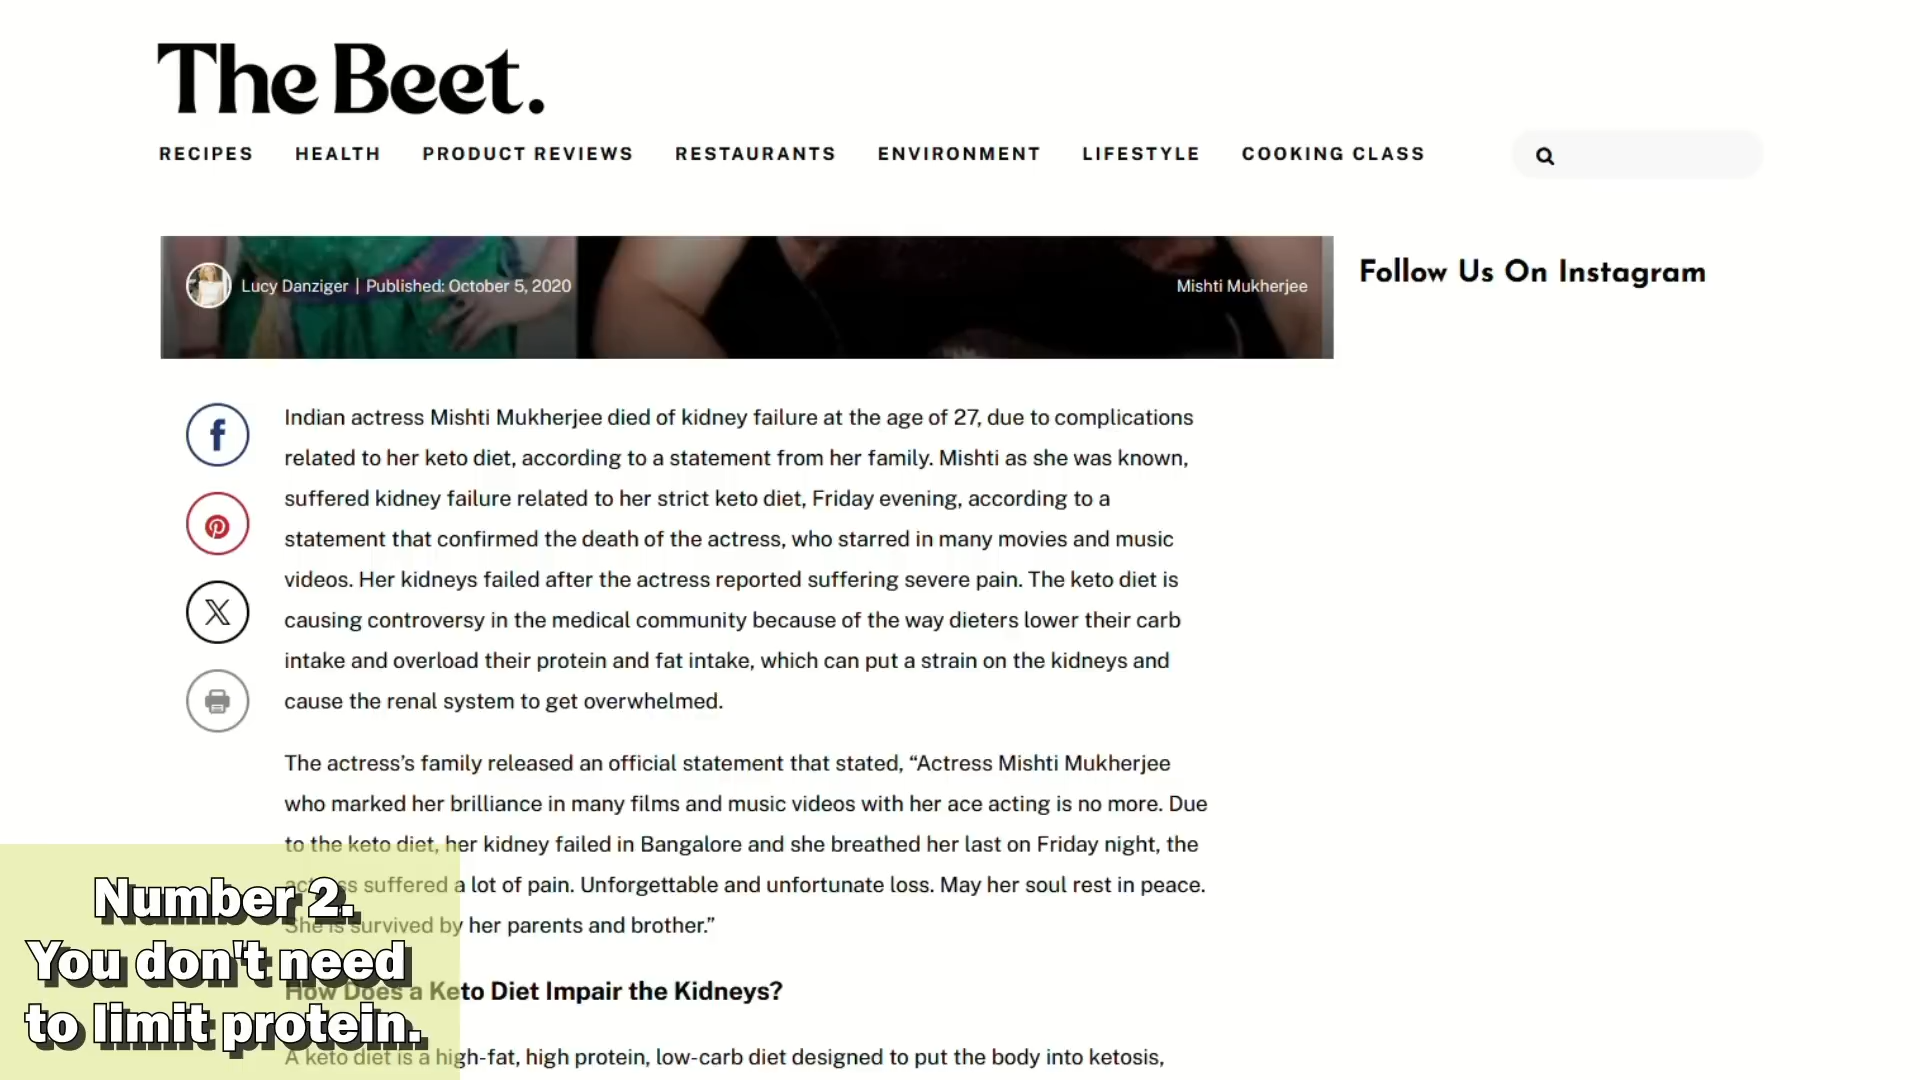 The Beet.
RECIPES HEALTH PRODUCT REVIEWS RESTAURANTS ENVIRONMENT LIFESTYLE COOKING CLASS
Lucy Danziger | Published: October 5, 2020
Mishti Mukherjee
Follow Us On Instagram
Indian actress Mishti Mukherjee died of kidney failure at the age of 27, due to complications
related to her keto diet, according to a statement from her family. Mishti as she was known,
suffered kidney failure related to her strict keto diet, Friday evening, according to a
statement that confirmed the death of the actress, who starred in many movies and music
videos. Her kidneys failed after the actress reported suffering severe pain. The keto diet is
causing controversy in the medical community because of the way dieters lower their carb
intake and overload their protein and fat intake, which can put a strain on the kidneys and
cause the renal system to get overwhelmed.
The actress’s family released an official statement that stated, “Actress Mishti Mukherjee
who marked her brilliance in many films and music videos with her ace acting is no more. Due
to the keto diet, her kidney failed in Bangalore and she breathed her last on Friday night, the
actress suffered a lot of pain. Unforgettable and unfortunate loss. May her soul rest in peace.
She is survived by her parents and brother.”
How Does a Keto Diet Impair the Kidneys?
A keto diet is a high-fat, high protein, low-carb diet designed to put the body into ketosis,
Number 2.
You don't need
to limit protein.